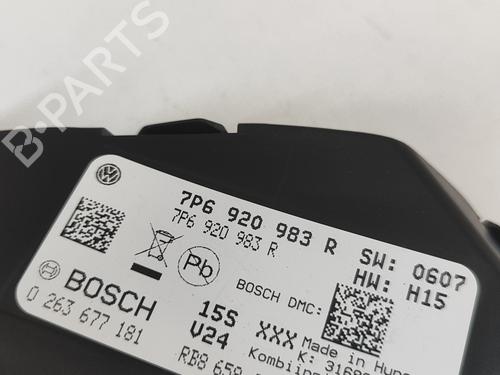 B-PARTS
7P6 920 983 R
7P6 920 983 R
SW: 0607
HW: H15
Pb
BOSCH
BOSCH DMC:
0 263 677 181
15S
V24
XXX
Made in
K:
RB8